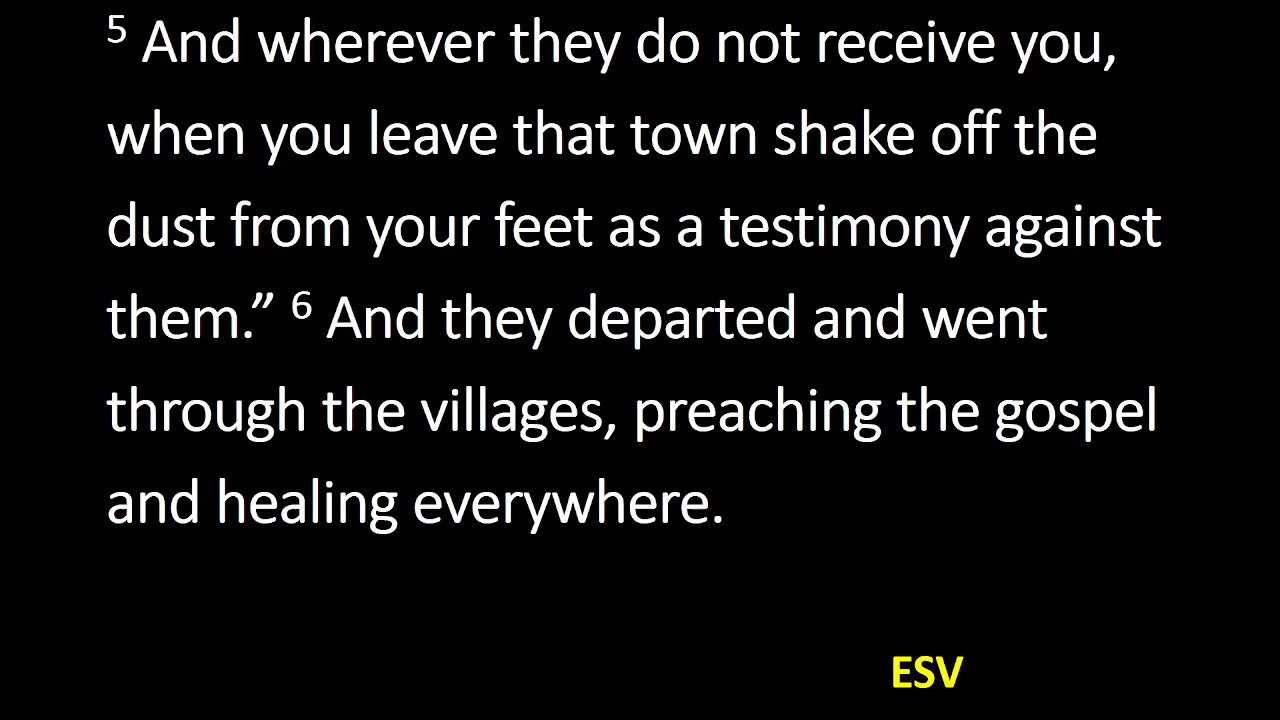 5 And wherever they do not receive you,
when you leave that town shake off the
dust from your feet as a testimony against
them.” 6 And they departed and went
through the villages, preaching the gospel
and healing everywhere.
ESV